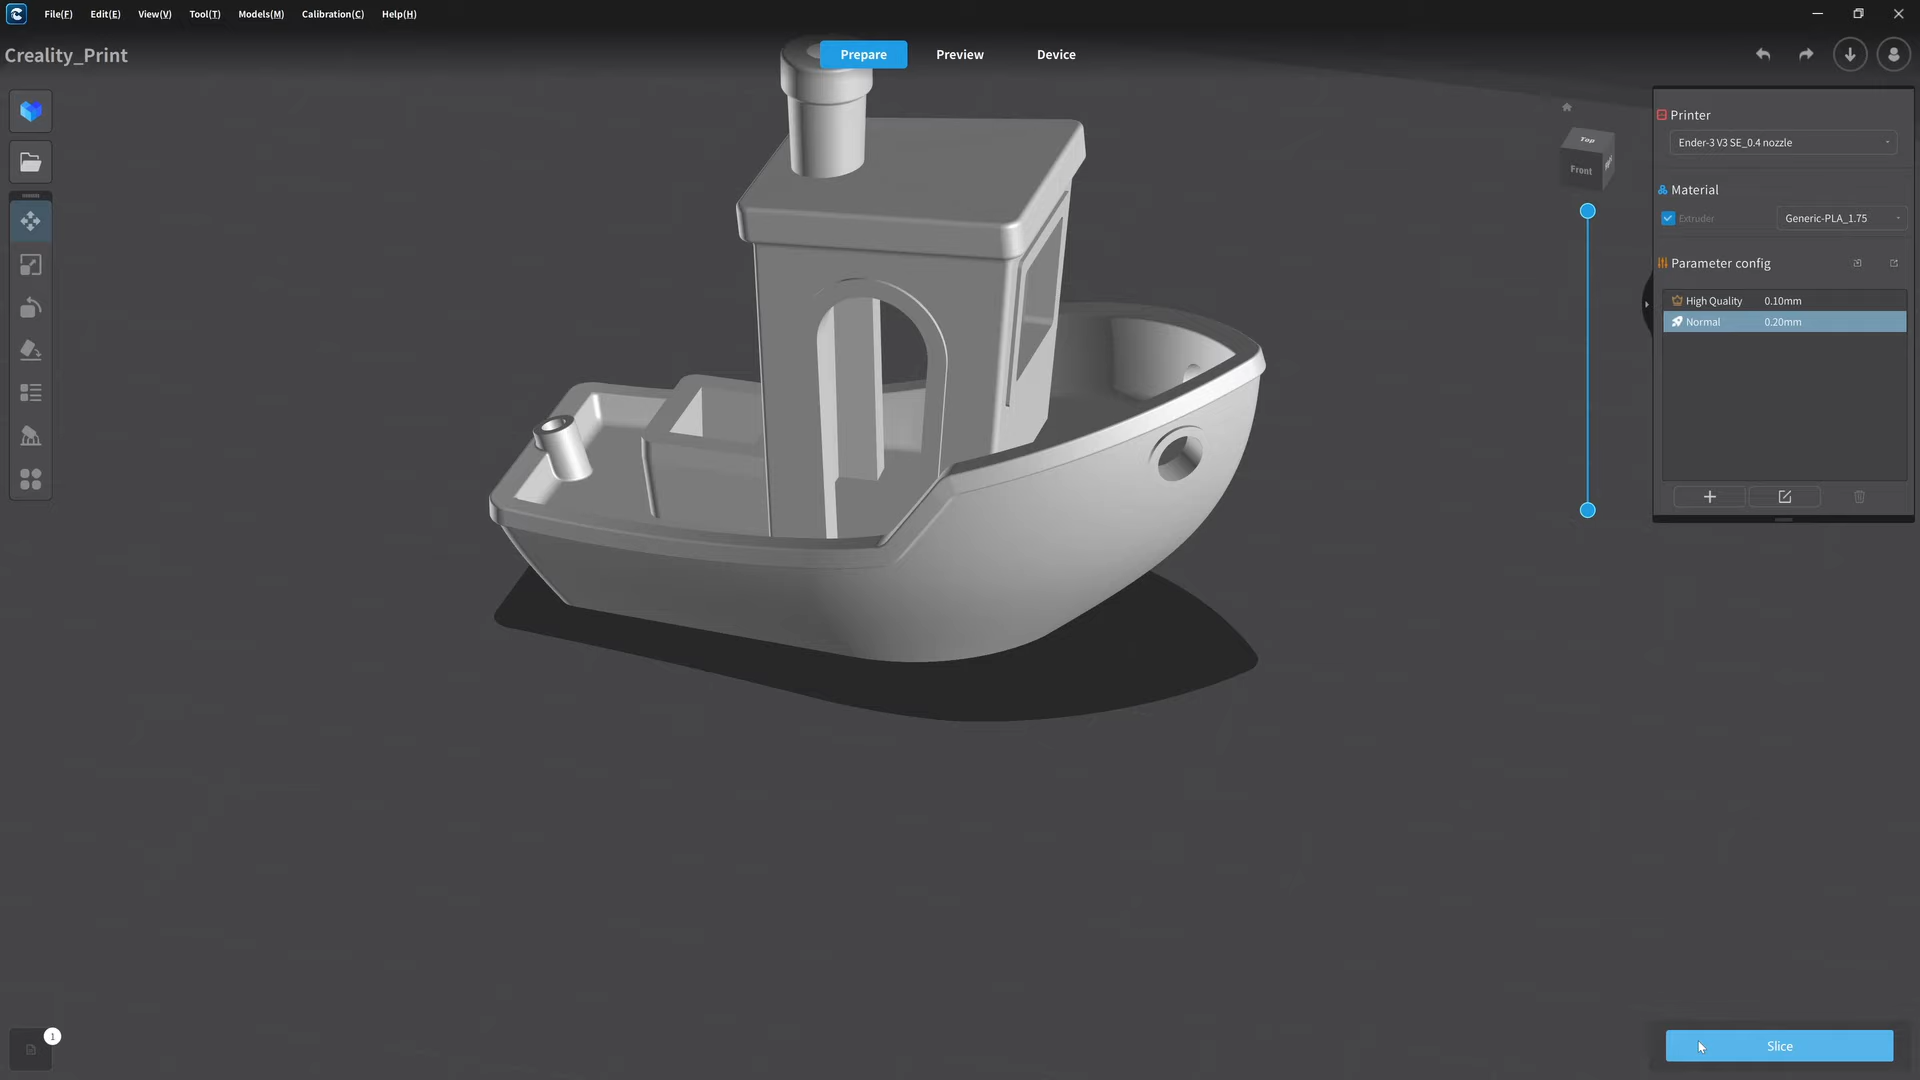 File(F) Edit(E) View(V) Tool(T) Models(M) Calibration(C) Help(H)
Creality_Print
Prepare Preview Device
Printer
Ender-3 V3 SE_0.4 nozzle
Material
Extruder Generic-PLA_1.75
Parameter config
High Quality 0.10mm
Normal 0.20mm
Top
Front
1
Slice